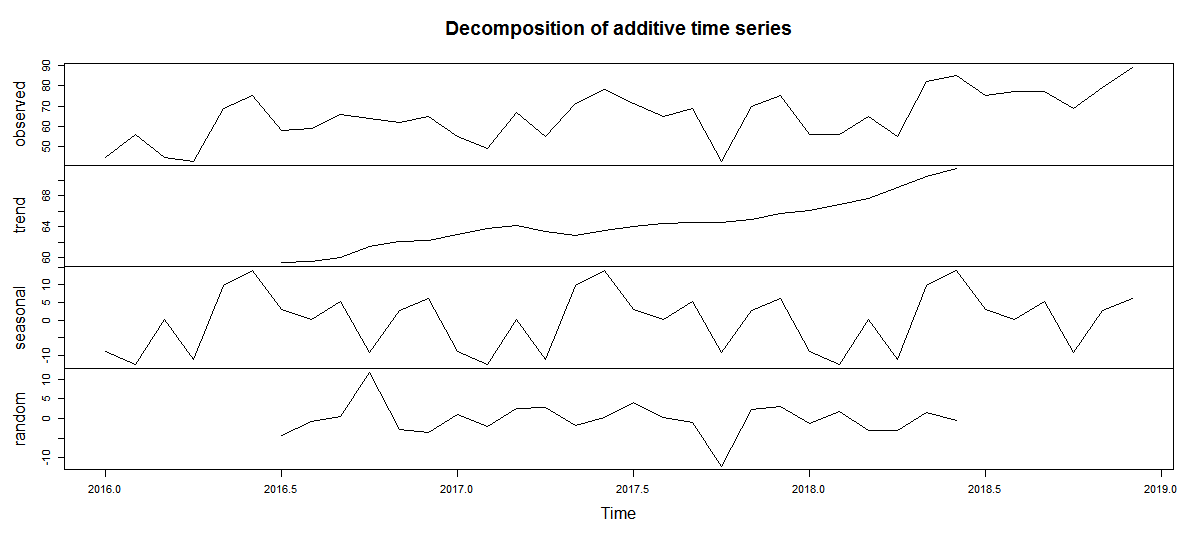 Decomposition of additive time series
observed
50 60 70 80 90
trend
60 64 68
seasonal
-10 0 5 10
random
-10 0 5 10
2016.0 2016.5 2017.0 2017.5 2018.0 2018.5 2019.0
Time